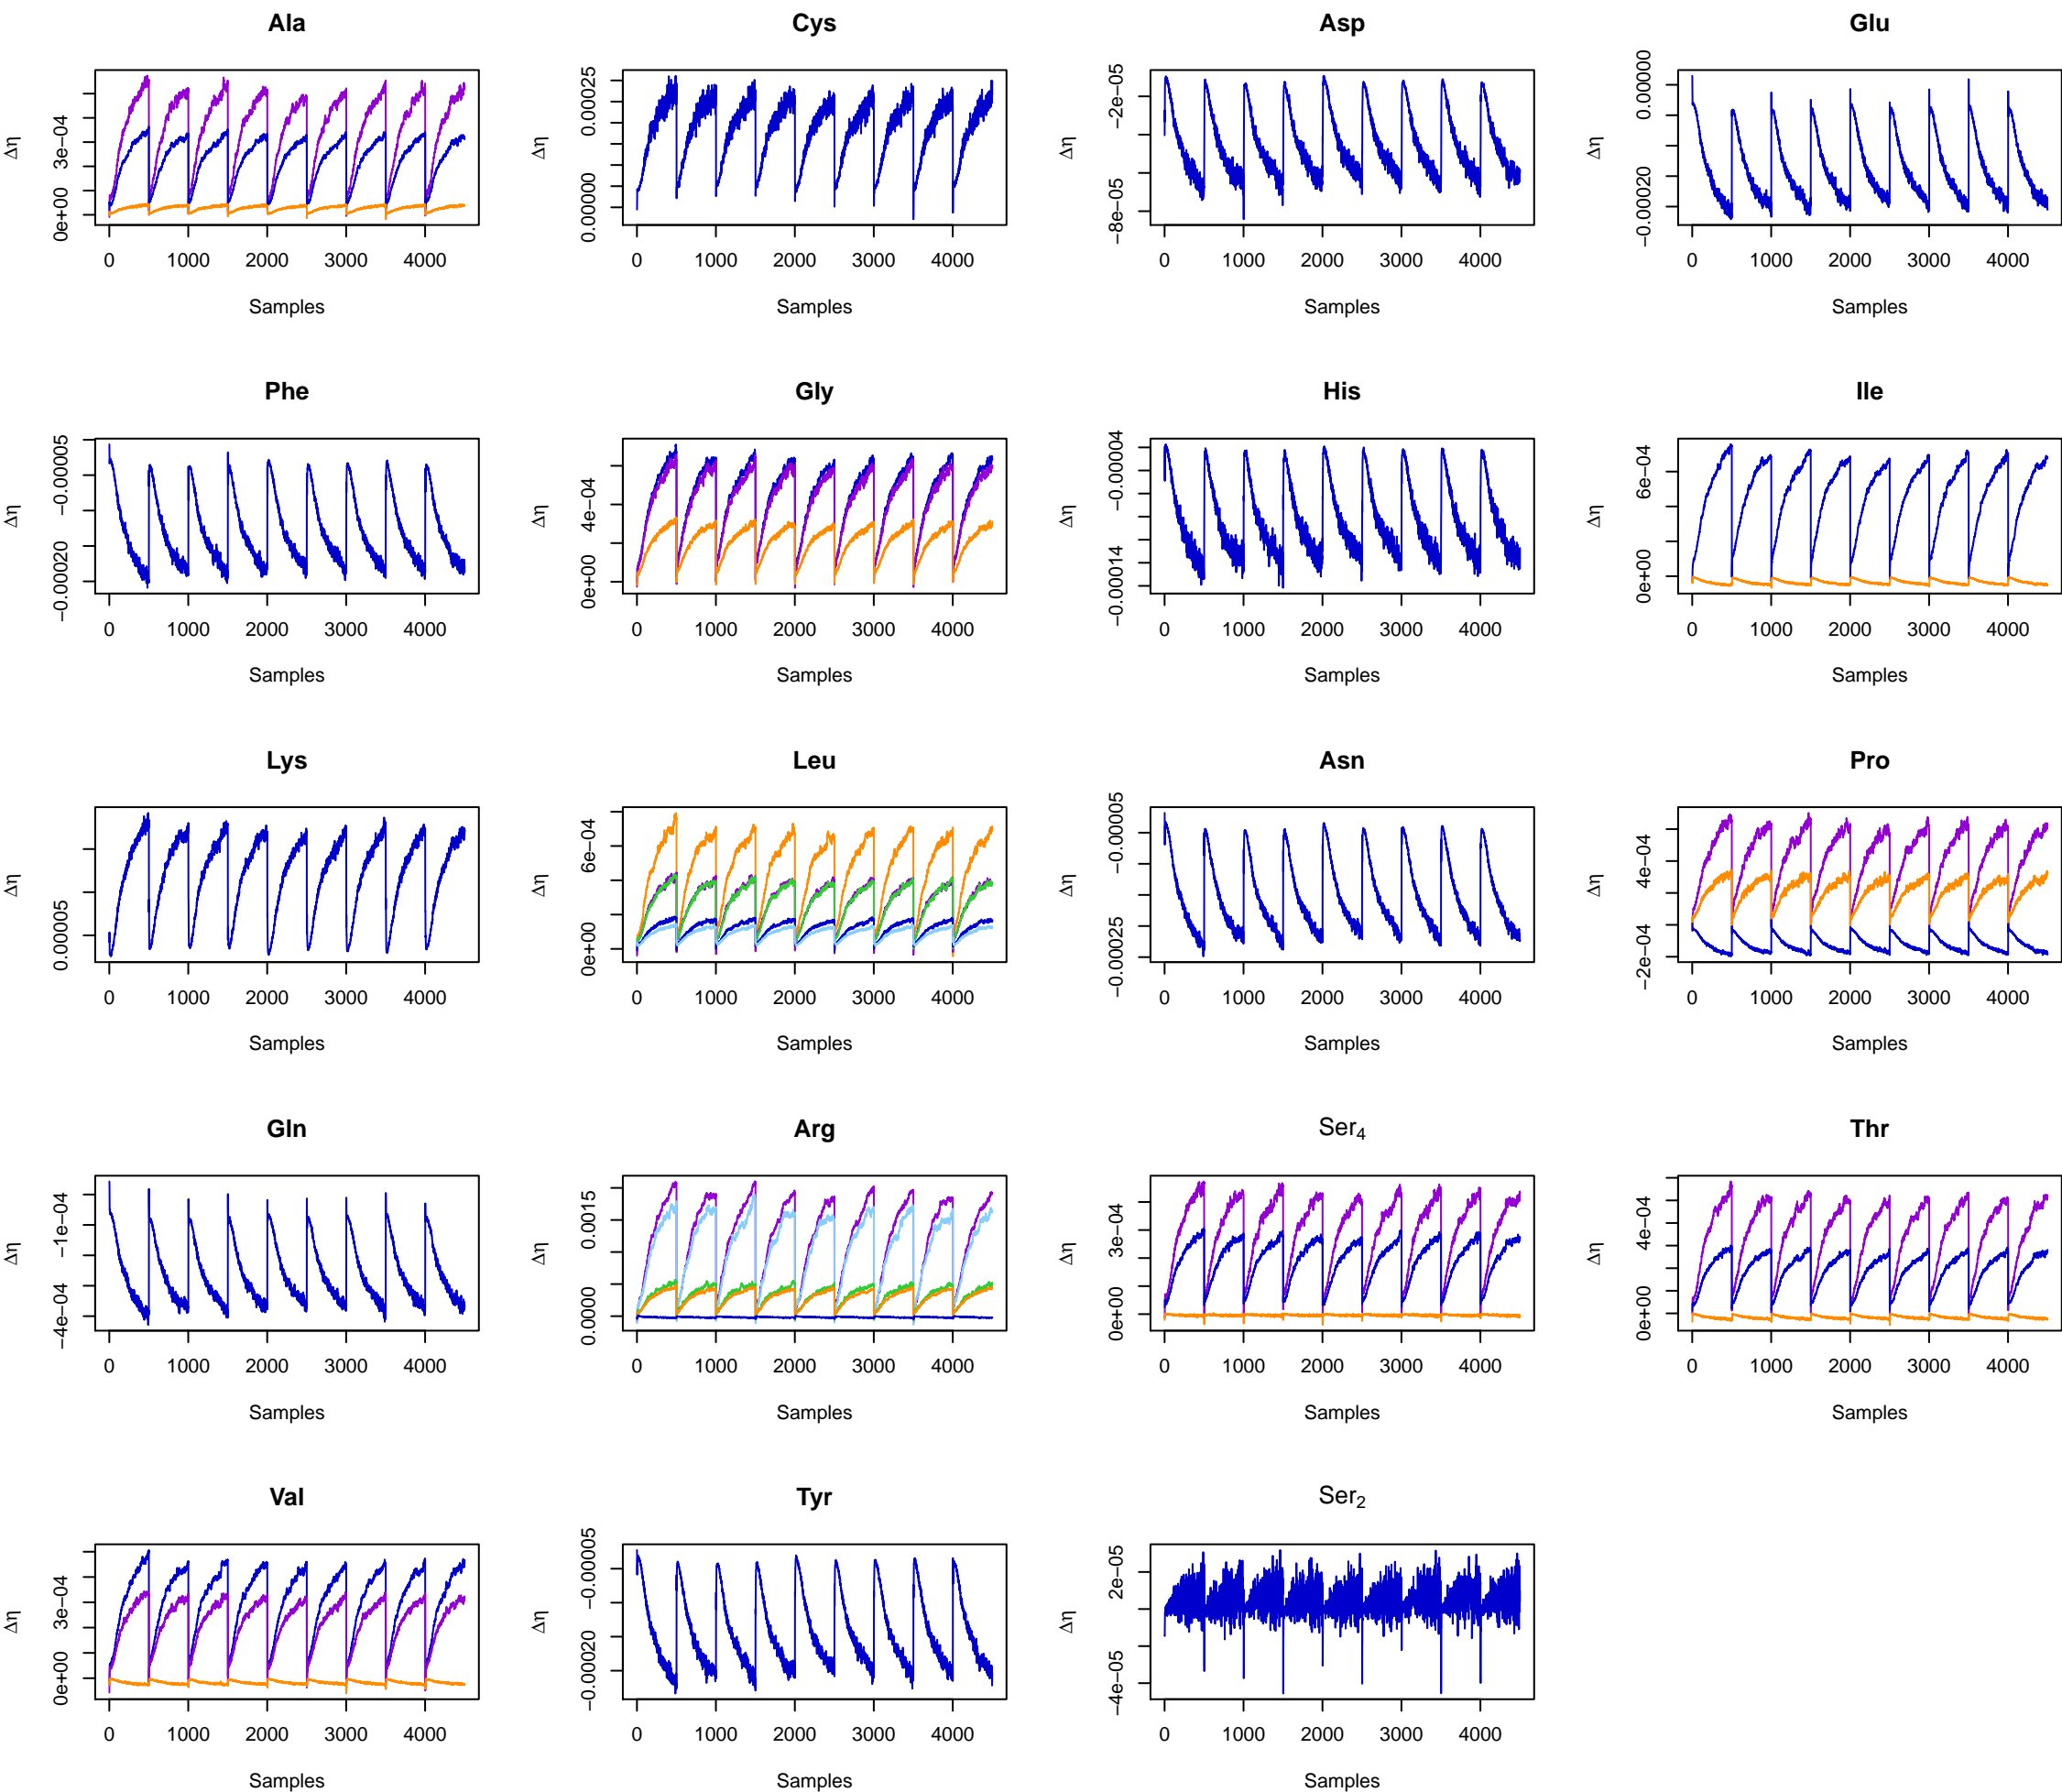 Ala
Δη
0e+00 3e−04
0 1000 2000 3000 4000
Samples
Cys
Δη
0.00000 0.00025
0 1000 2000 3000 4000
Samples
Asp
Δη
−8e−05 −2e−05
0 1000 2000 3000 4000
Samples
Glu
Δη
−0.00020 0.00000
0 1000 2000 3000 4000
Samples
Phe
Δη
−0.00020 −0.00005
0 1000 2000 3000 4000
Samples
Gly
Δη
0e+00 4e−04
0 1000 2000 3000 4000
Samples
His
Δη
−0.00014 −0.00004
0 1000 2000 3000 4000
Samples
Ile
Δη
0e+00 6e−04
0 1000 2000 3000 4000
Samples
Lys
Δη
0.00005
0 1000 2000 3000 4000
Samples
Leu
Δη
0e+00 6e−04
0 1000 2000 3000 4000
Samples
Asn
Δη
−0.00025 −0.00005
0 1000 2000 3000 4000
Samples
Pro
Δη
−2e−04 4e−04
0 1000 2000 3000 4000
Samples
Gln
Δη
−4e−04 −1e−04
0 1000 2000 3000 4000
Samples
Arg
Δη
0.0000 0.0015
0 1000 2000 3000 4000
Samples
Ser₄
Δη
0e+00 3e−04
0 1000 2000 3000 4000
Samples
Thr
Δη
0e+00 4e−04
0 1000 2000 3000 4000
Samples
Val
Δη
0e+00 3e−04
0 1000 2000 3000 4000
Samples
Tyr
Δη
−0.00020 −0.00005
0 1000 2000 3000 4000
Samples
Ser₂
Δη
−4e−05 2e−05
0 1000 2000 3000 4000
Samples